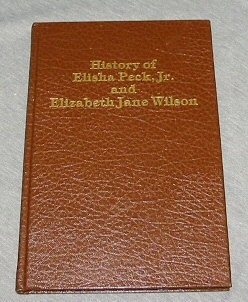 History of
Elisha Peck, Jr.
and
Elizabeth Jane Wilson